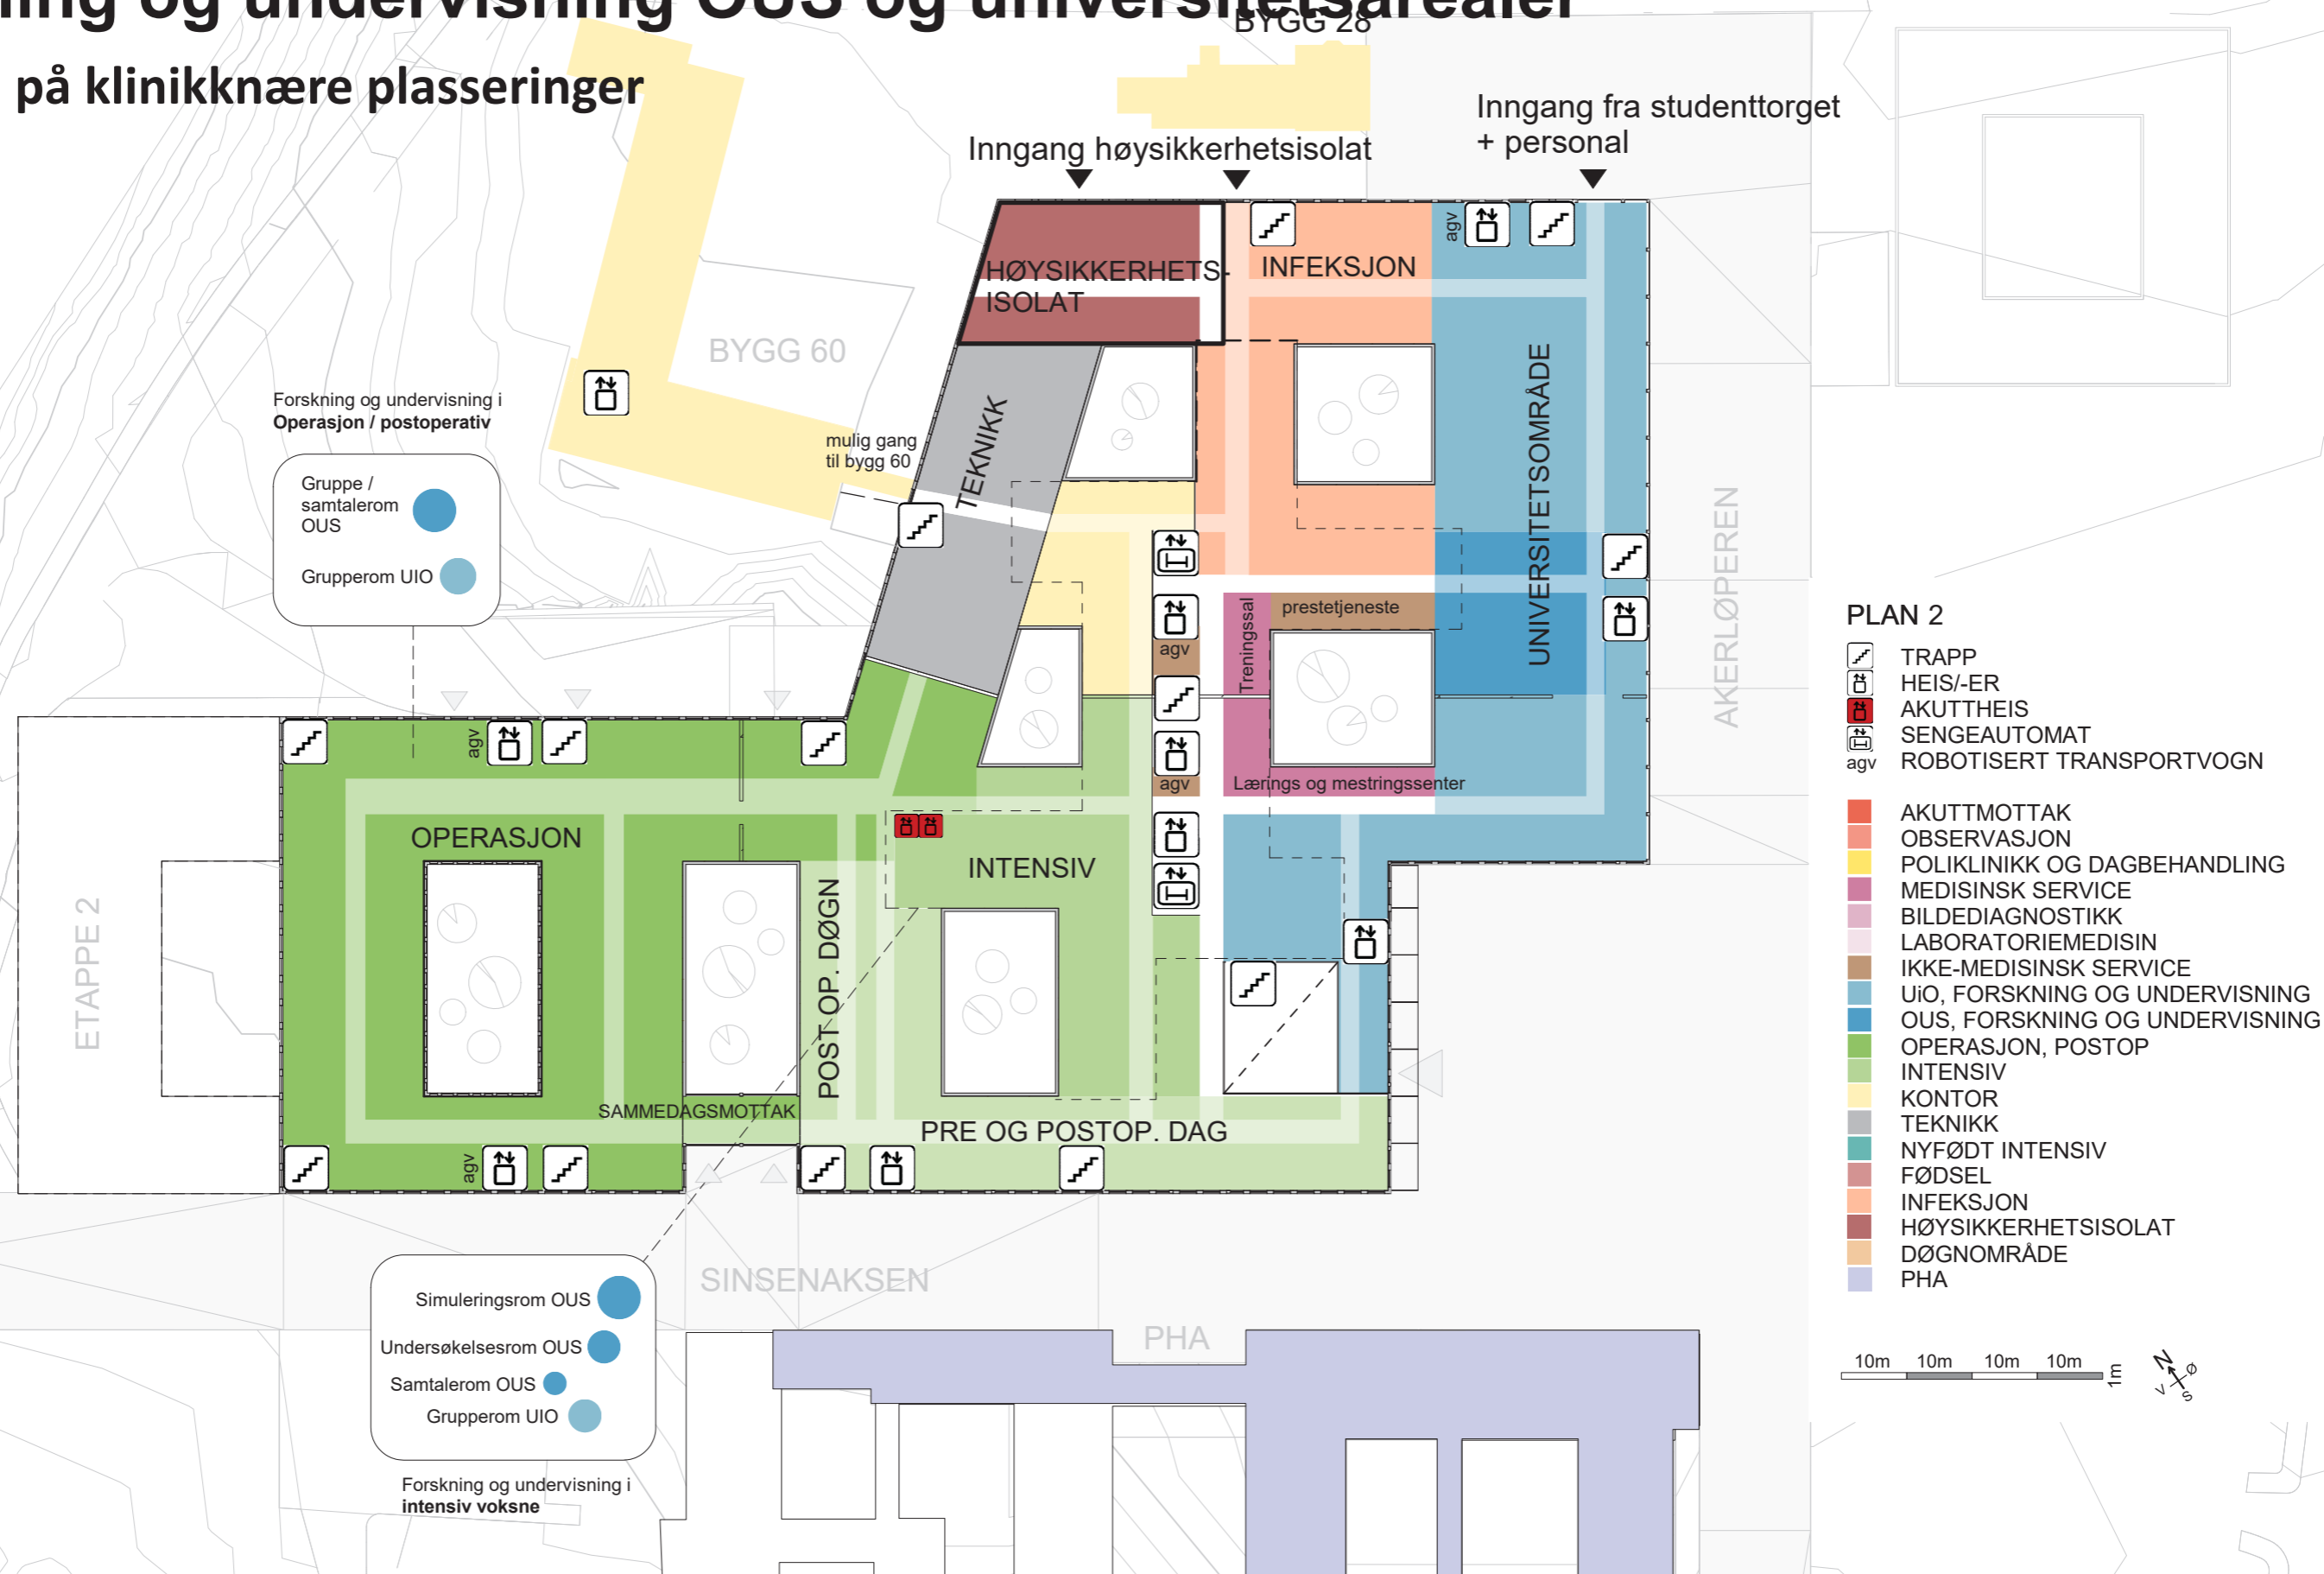 og undervisning OUS og universitetsarealer
på klinikknære plasseringer
BYGG 28
Inngang fra studenttorget
+ personal
Inngang høysikkerhetsisolat
HØYSIKKERHETS-
ISOLAT
INFEKSJON
agv
BYGG 60
TEKNIKK
mulig gang
til bygg 60
UNIVERSITETSOMRÅDE
AKERLØPEREN
Forskning og undervisning i
Operasjon / postoperativ
Gruppe /
samtalerom
OUS
Grupperom UIO
prestetjeneste
Treningssal
agv
agv
Lærings og mestringssenter
agv
OPERASJON
INTENSIV
POSTOP. DØGN
ETAPPE 2
SAMMEDAGSMOTTAK
PRE OG POSTOP. DAG
agv
SINSENAKSEN
PHA
Simuleringsrom OUS
Undersøkelsesrom OUS
Samtalerom OUS
Grupperom UIO
Forskning og undervisning i
intensiv voksne
PLAN 2
TRAPP
HEIS/-ER
AKUTTHEIS
SENGEAUTOMAT
agv ROBOTISERT TRANSPORTVOGN
AKUTTMOTTAK
OBSERVASJON
POLIKLINIKK OG DAGBEHANDLING
MEDISINSK SERVICE
BILDEDIAGNOSTIKK
LABORATORIEMEDISIN
IKKE-MEDISINSK SERVICE
UiO, FORSKNING OG UNDERVISNING
OUS, FORSKNING OG UNDERVISNING
OPERASJON, POSTOP
INTENSIV
KONTOR
TEKNIKK
NYFØDT INTENSIV
FØDSEL
INFEKSJON
HØYSIKKERHETSISOLAT
DØGNOMRÅDE
PHA
10m 10m 10m 10m
1m
N
Ø
V
S